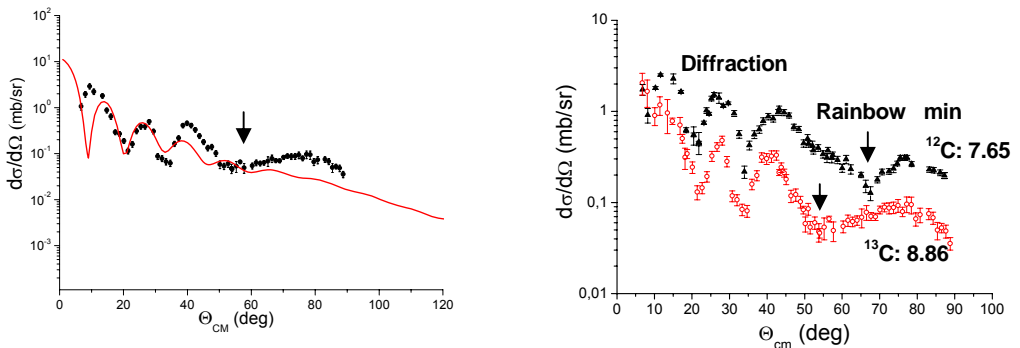 10²
10¹
10⁰
10⁻¹
10⁻²
10⁻³
0 20 40 60 80 100 120
ΘCM (deg)
dσ/dΩ (mb/sr)
Diffraction
Rainbow min
¹²C: 7.65
¹³C: 8.86
10
1
0,1
0,01
0 10 20 30 40 50 60 70 80 90 100
Θcm (deg)
dσ/dΩ (mb/sr)